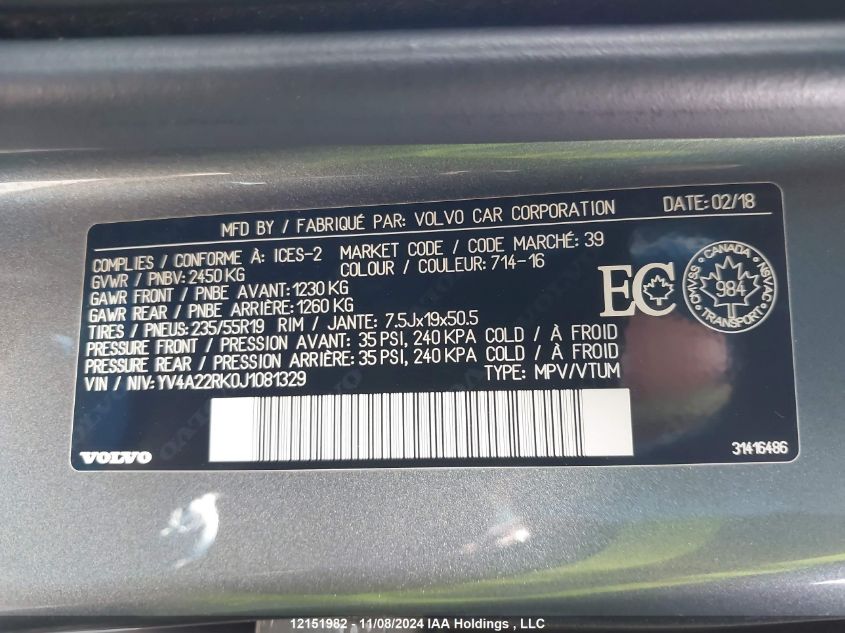 MFD BY / FABRIQUÉ PAR: VOLVO CAR CORPORATION DATE: 02/18
COMPLIES / CONFORME À: ICES-2 MARKET CODE / CODE MARCHÉ: 39
GVWR / PNBV: 2450 KG COLOUR / COULEUR: 714-16
GAWR FRONT / PNBE AVANT: 1230 KG
GAWR REAR / PNBE ARRIÈRE: 1260 KG
TIRES / PNEUS: 235/55R19 RIM / JANTE: 7.5Jx19x50.5
PRESSURE FRONT / PRESSION AVANT: 35 PSI, 240 KPA COLD / À FROID
PRESSURE REAR / PRESSION ARRIÈRE: 35 PSI, 240 KPA COLD / À FROID
VIN / NIV: YV4A22RK0J1081329 TYPE: MPV/VTUM
EC
CANADA
CMVSS 984 NSVAC
TRANSPORT
VOLVO 31416486
12151982 - 11/08/2024 IAA Holdings , LLC